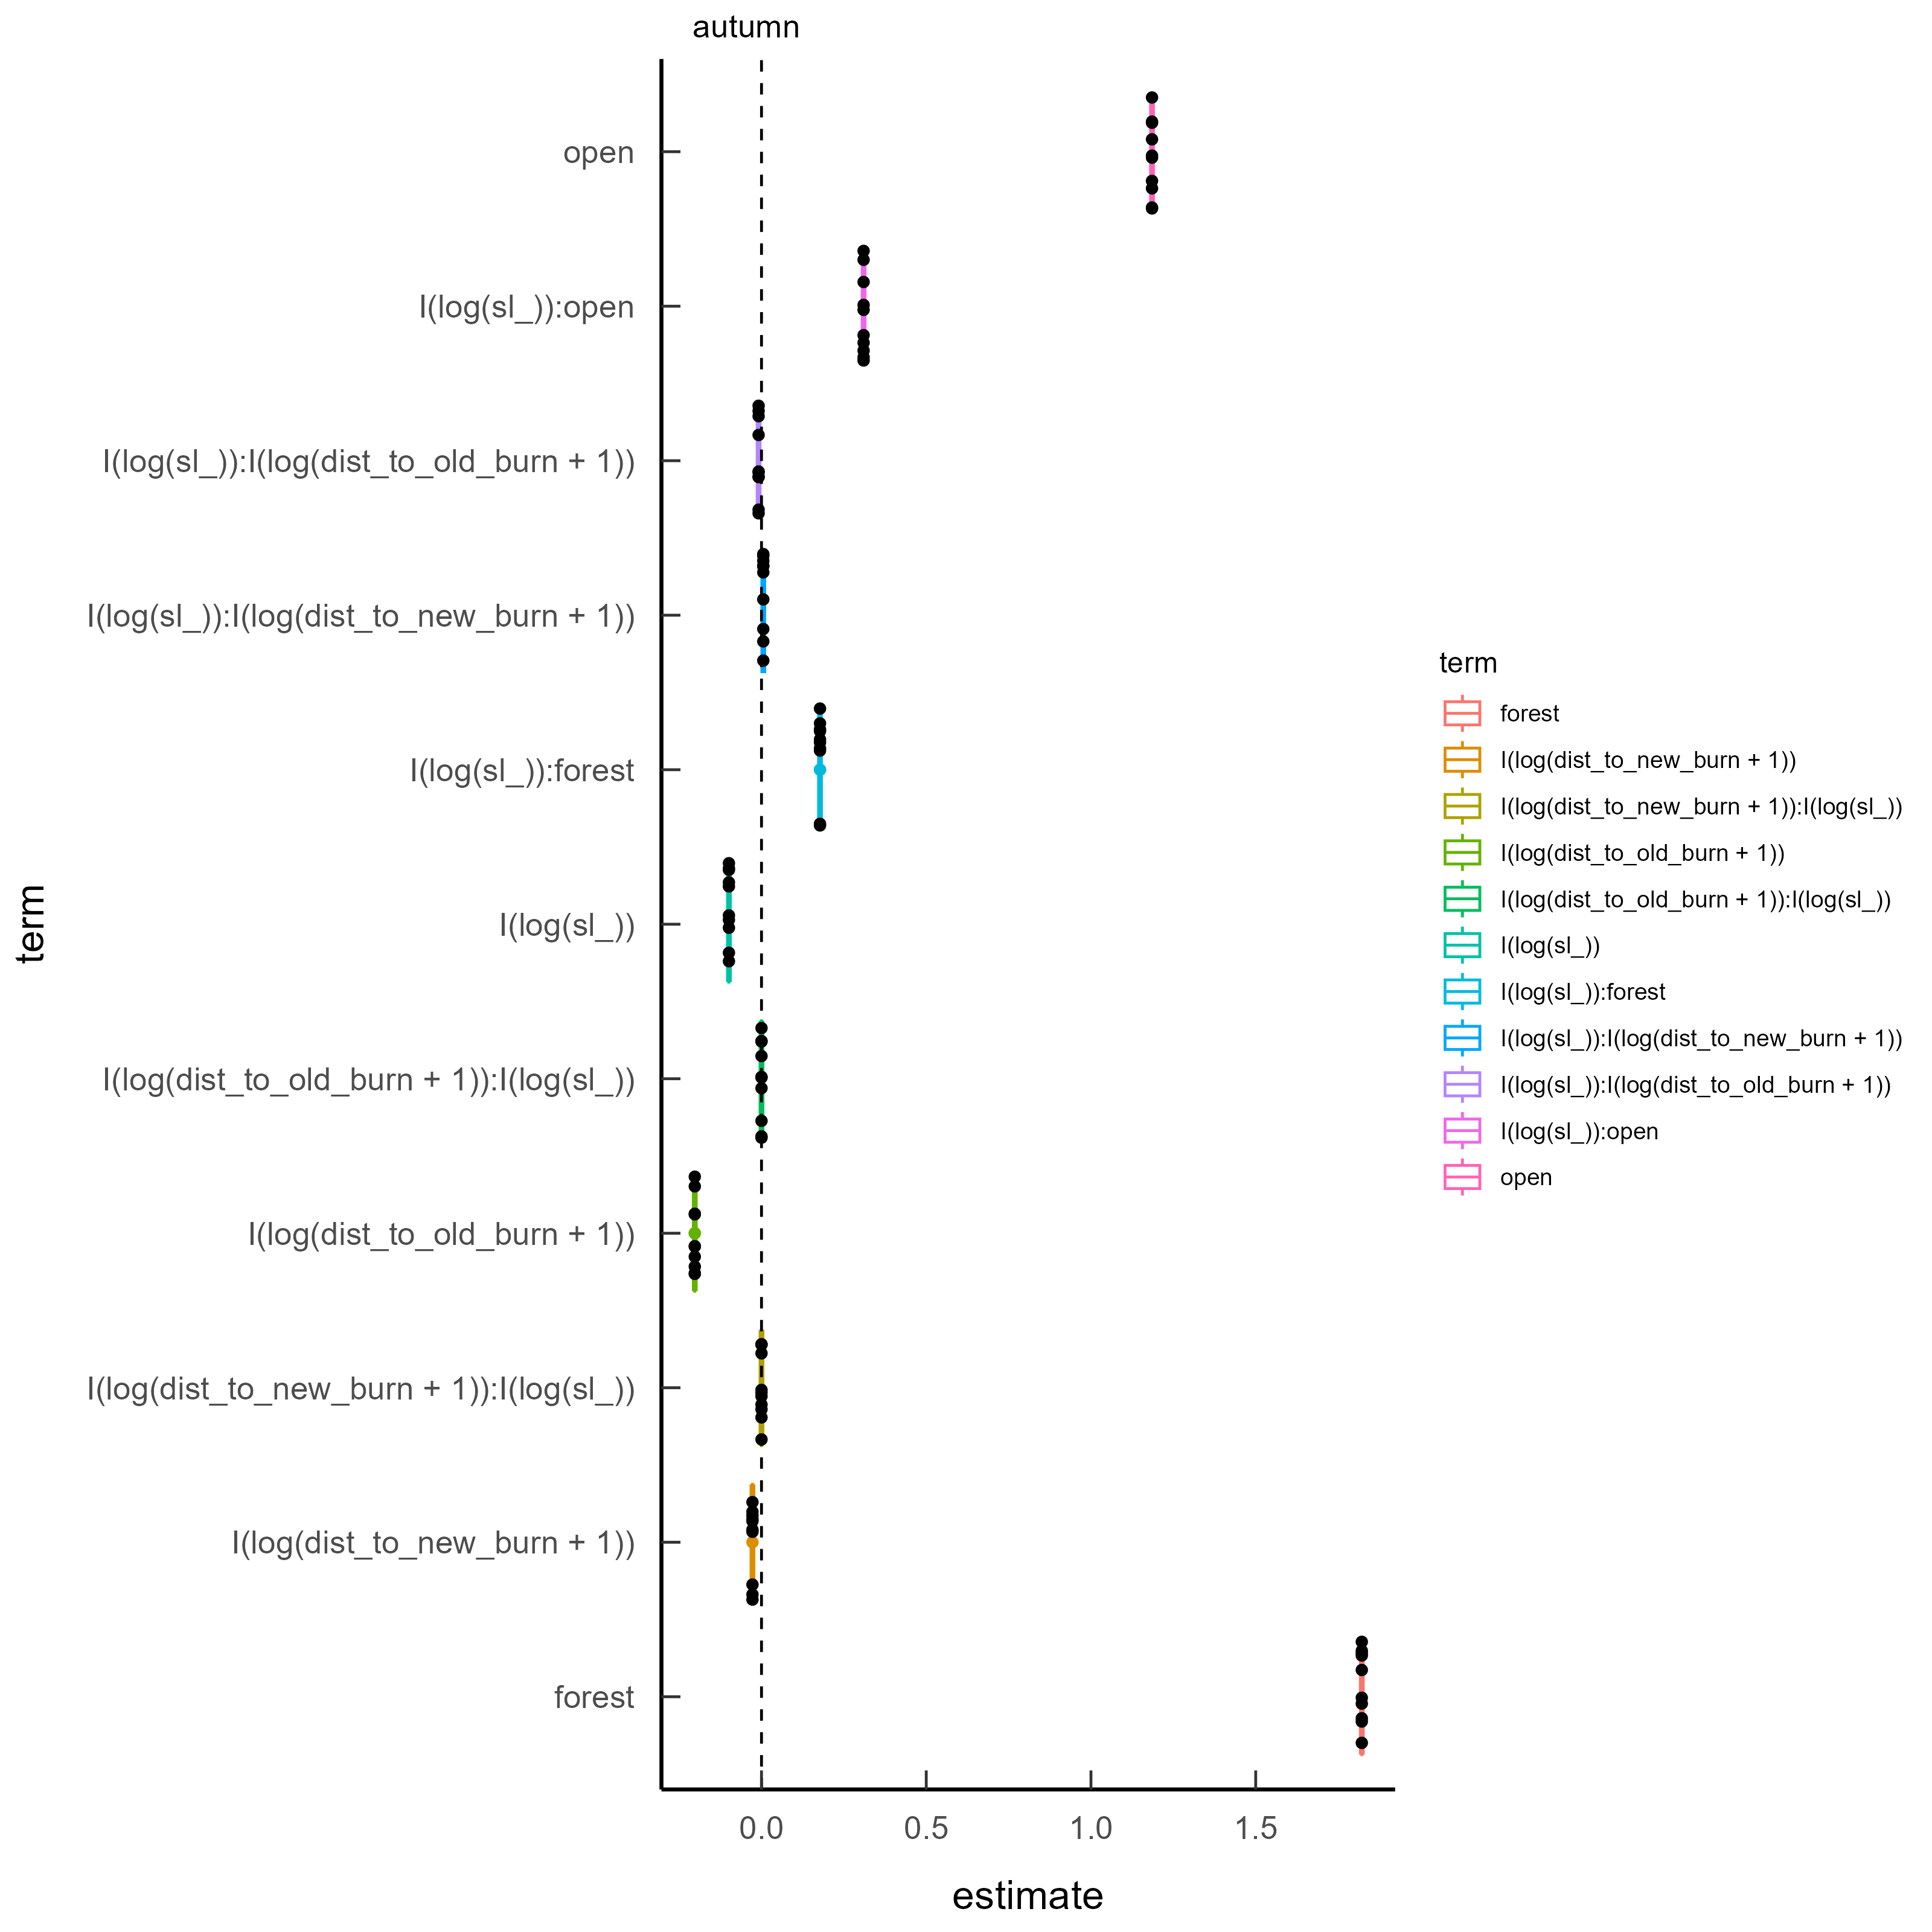 autumn
open
I(log(sl_)):open
I(log(sl_)):I(log(dist_to_old_burn + 1))
I(log(sl_)):I(log(dist_to_new_burn + 1))
I(log(sl_)):forest
I(log(sl_))
I(log(dist_to_old_burn + 1)):I(log(sl_))
I(log(dist_to_old_burn + 1))
I(log(dist_to_new_burn + 1)):I(log(sl_))
I(log(dist_to_new_burn + 1))
forest
term
0.0 0.5 1.0 1.5
estimate
term
forest
I(log(dist_to_new_burn + 1))
I(log(dist_to_new_burn + 1)):I(log(sl_))
I(log(dist_to_old_burn + 1))
I(log(dist_to_old_burn + 1)):I(log(sl_))
I(log(sl_))
I(log(sl_)):forest
I(log(sl_)):I(log(dist_to_new_burn + 1))
I(log(sl_)):I(log(dist_to_old_burn + 1))
I(log(sl_)):open
open